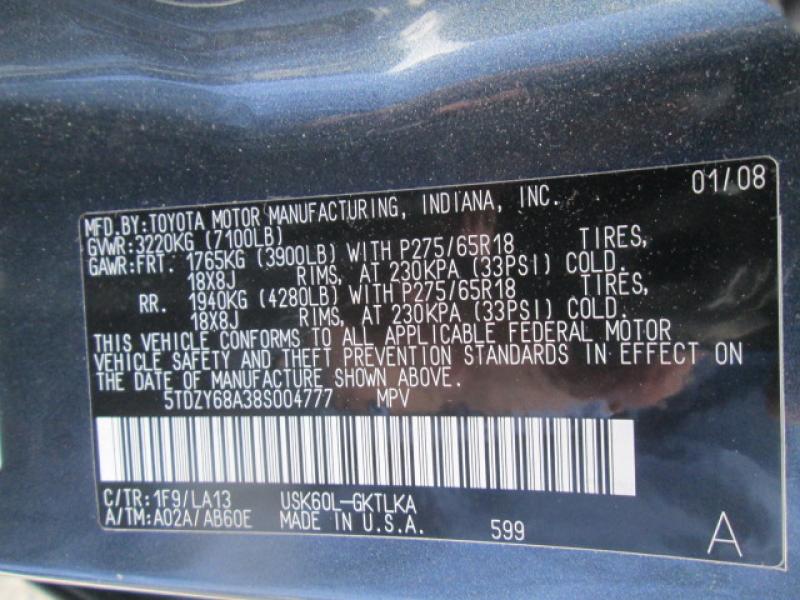 01/08
MFD.BY:TOYOTA MOTOR MANUFACTURING, INDIANA, INC.
GVWR:3220KG (7100LB)
GAWR:FRT. 1765KG (3900LB) WITH P275/65R18 TIRES,
18X8J RIMS, AT 230KPA (33PSI) COLD.
RR. 1940KG (4280LB) WITH P275/65R18 TIRES,
18X8J RIMS, AT 230KPA (33PSI) COLD.
THIS VEHICLE CONFORMS TO ALL APPLICABLE FEDERAL MOTOR
VEHICLE SAFETY AND THEFT PREVENTION STANDARDS IN EFFECT ON
THE DATE OF MANUFACTURE SHOWN ABOVE.
5TDZY68A38S004777 MPV
C/TR:1F9/LA13 USK60L-GKTLKA
A/TM:A02A/AB60E MADE IN U.S.A. 599
A